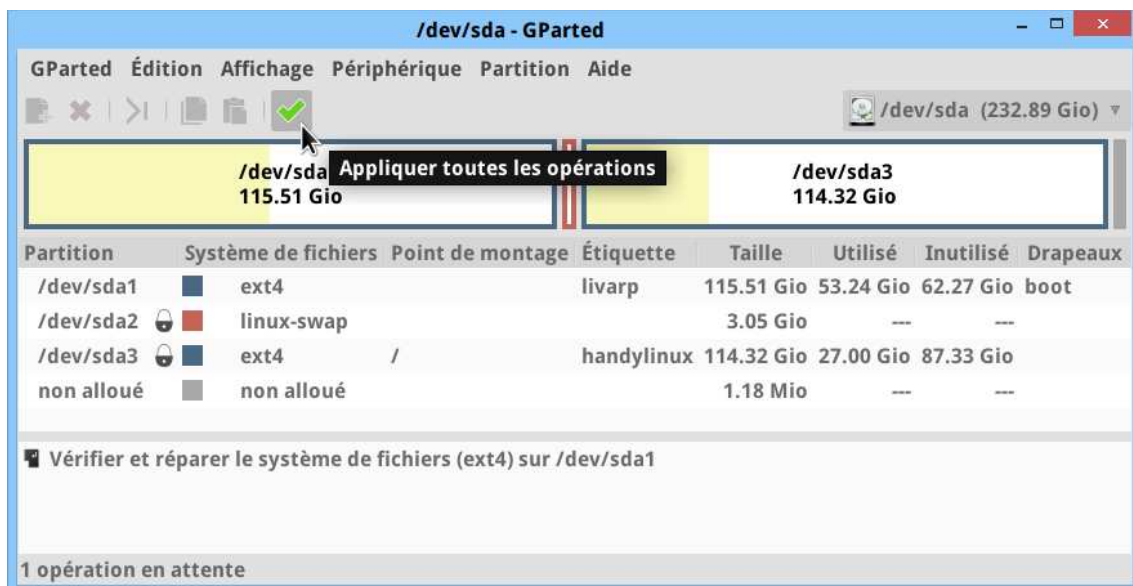 /dev/sda - GParted
GParted Édition Affichage Périphérique Partition Aide
/dev/sda (232.89 Gio)
/dev/sda
115.51 Gio
Appliquer toutes les opérations
/dev/sda3
114.32 Gio
Partition Système de fichiers Point de montage Étiquette Taille Utilisé Inutilisé Drapeaux
/dev/sda1 ext4 livarp 115.51 Gio 53.24 Gio 62.27 Gio boot
/dev/sda2 linux-swap 3.05 Gio --- ---
/dev/sda3 ext4 / handylinux 114.32 Gio 27.00 Gio 87.33 Gio
non alloué non alloué 1.18 Mio --- ---
Vérifier et réparer le système de fichiers (ext4) sur /dev/sda1
1 opération en attente